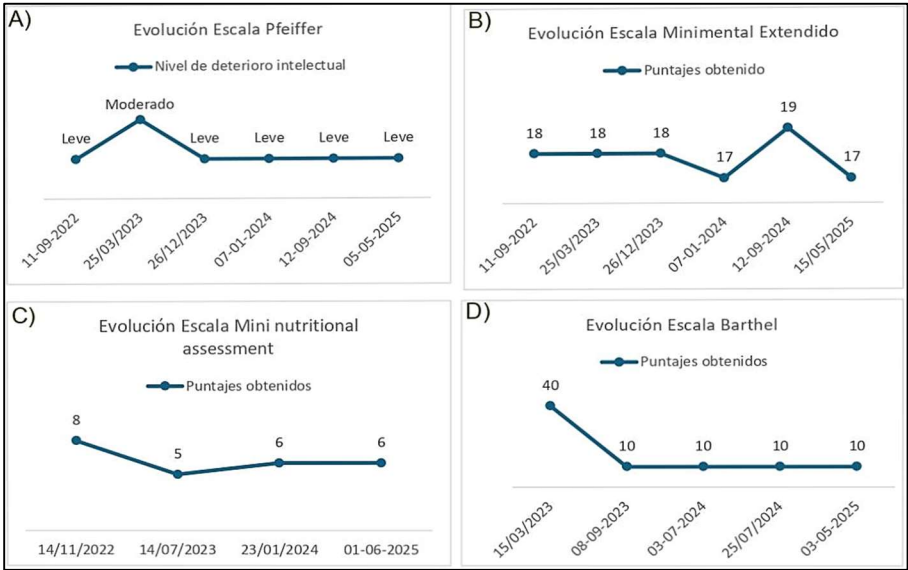 A)
Evolución Escala Pfeiffer
Nivel de deterioro intelectual
Leve
Moderado
Leve
Leve
Leve
Leve
11-09-2022
25/03/2023
26/12/2023
07-01-2024
12-09-2024
05-05-2025
B)
Evolución Escala Minimental Extendido
Puntajes obtenido
18
18
18
17
19
17
11-09-2022
25/03/2023
26/12/2023
07-01-2024
12-09-2024
15/05/2025
C)
Evolución Escala Mini nutritional
assessment
Puntajes obtenidos
8
5
6
6
14/11/2022
14/07/2023
23/01/2024
01-06-2025
D)
Evolución Escala Barthel
Puntajes obtenidos
40
10
10
10
10
15/03/2023
08-09-2023
03-07-2024
25/07/2024
03-05-2025